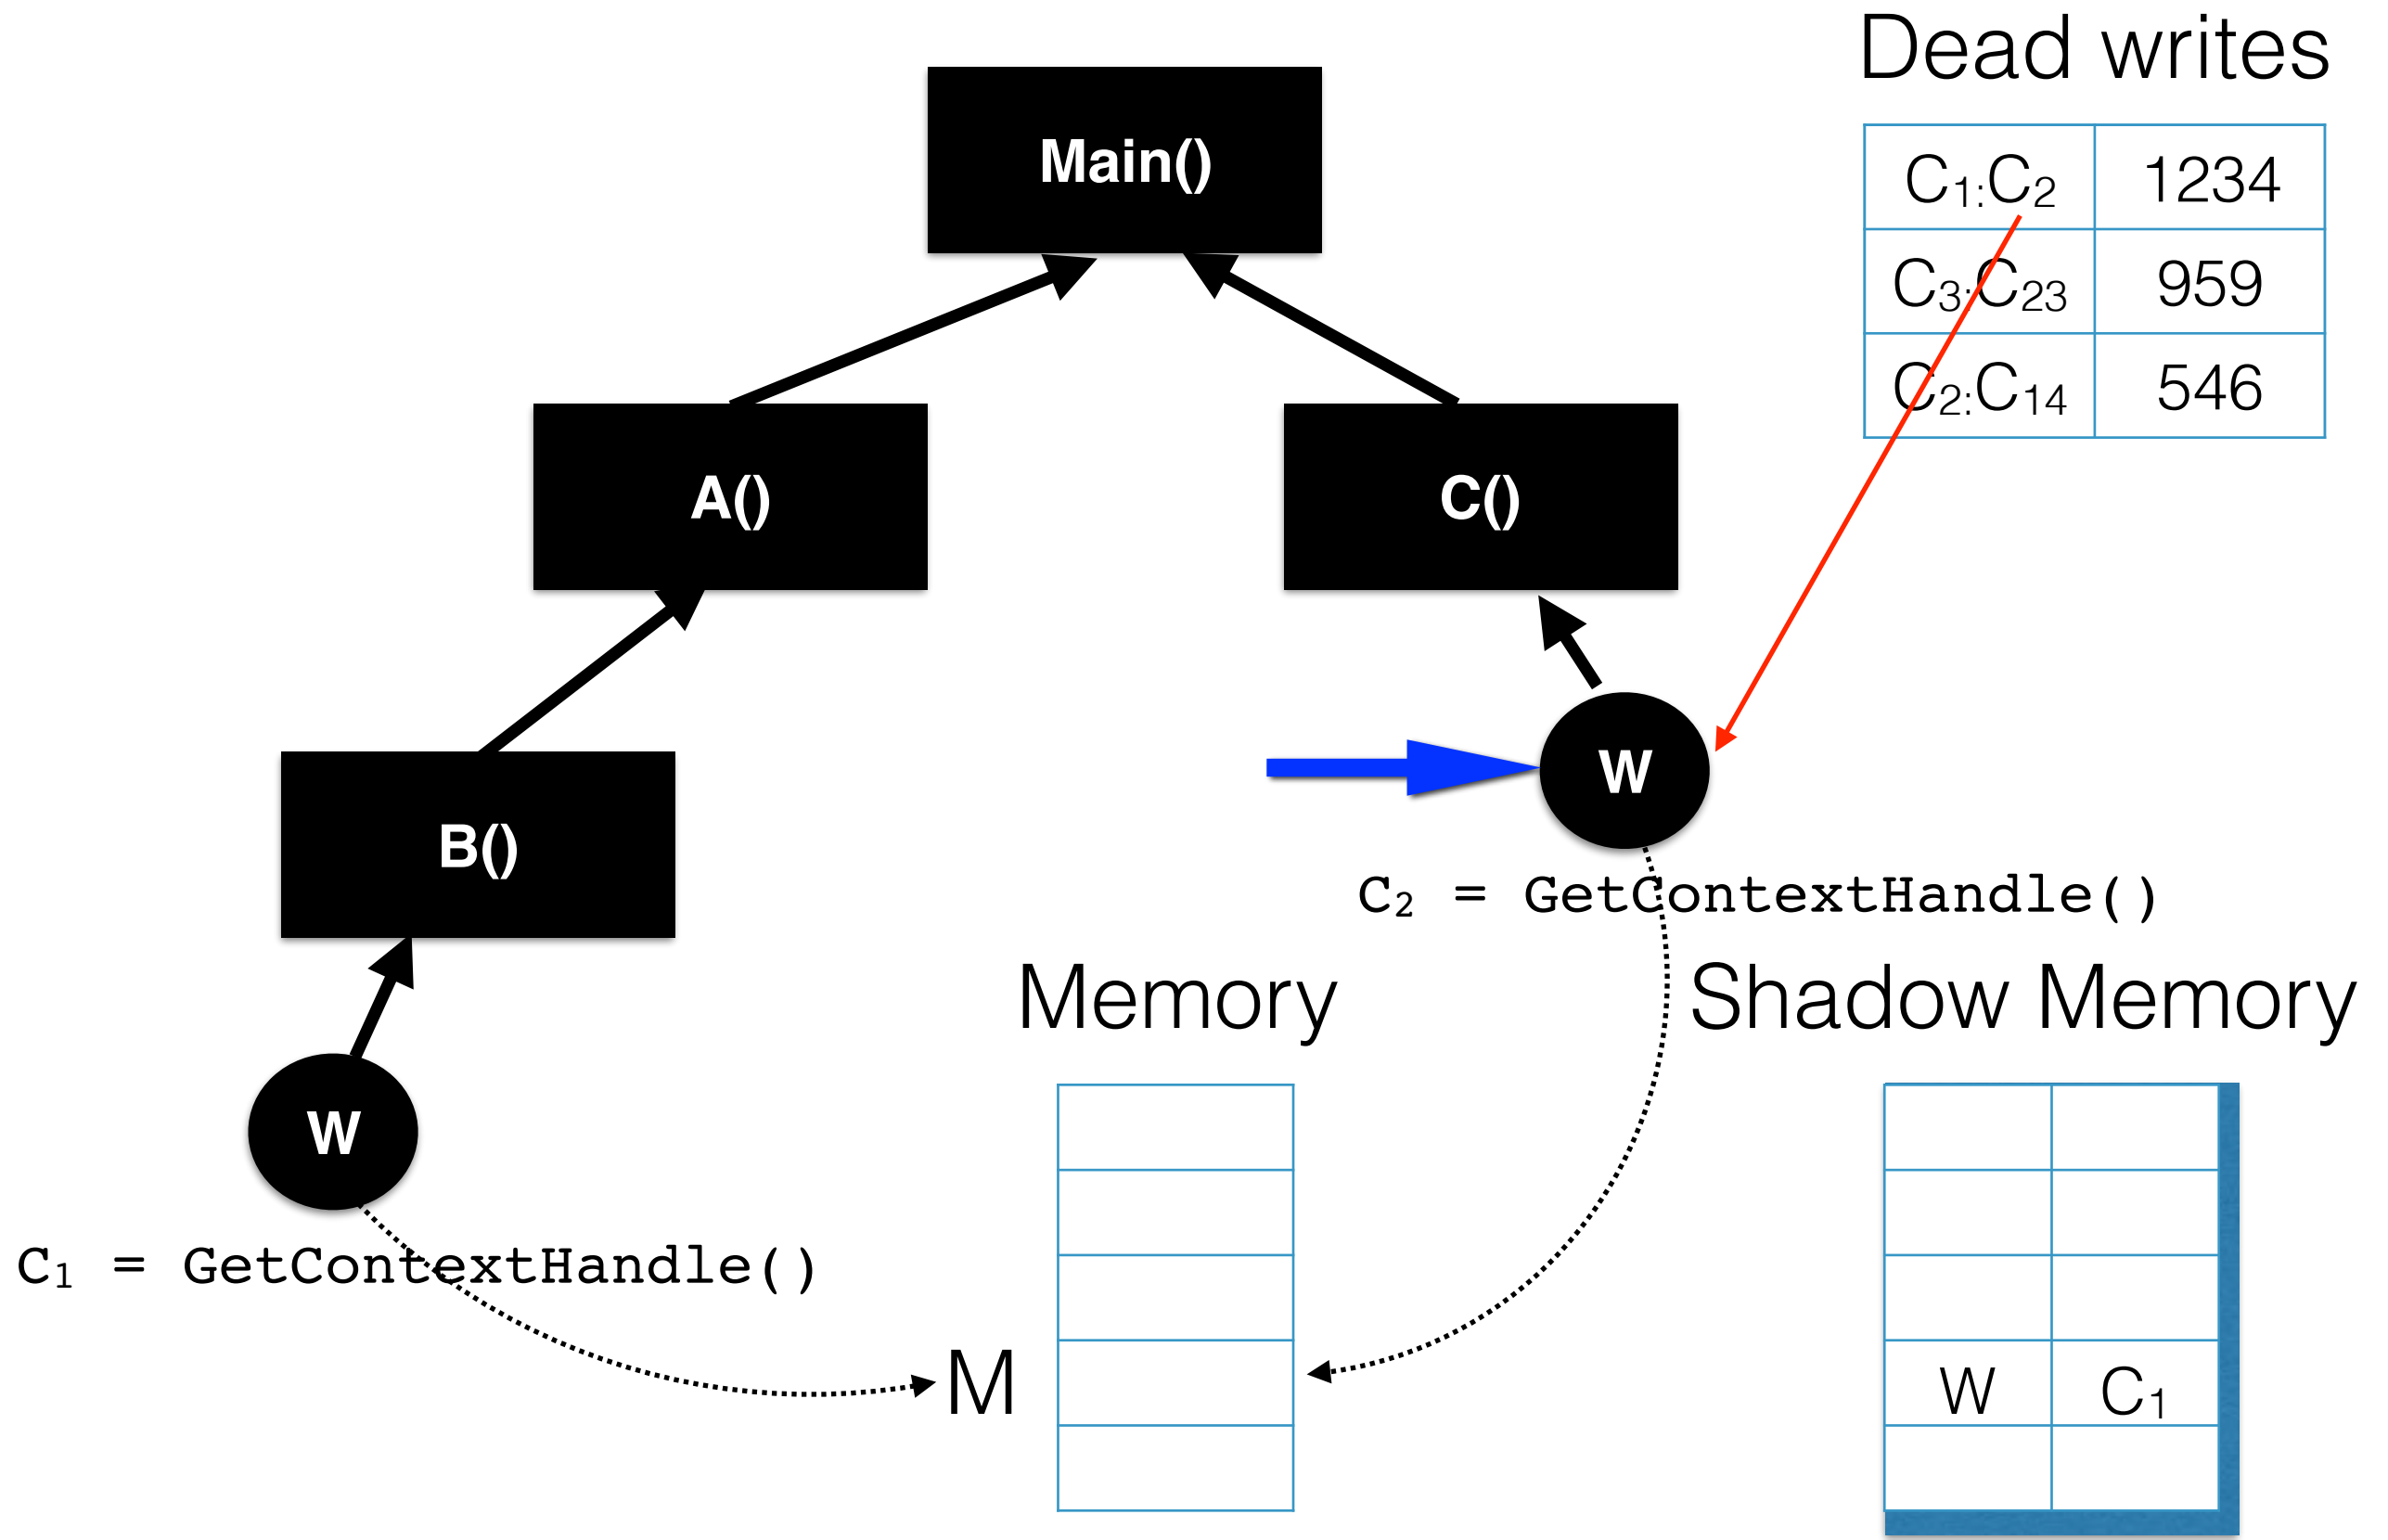 Dead writes
Main()
C1:C2 1234
C3:C23 959
C2:C14 546
A()
C()
W
B()
C2 = GetContextHandle()
Memory
Shadow Memory
W
C1 = GetContextHandle()
M
W C1